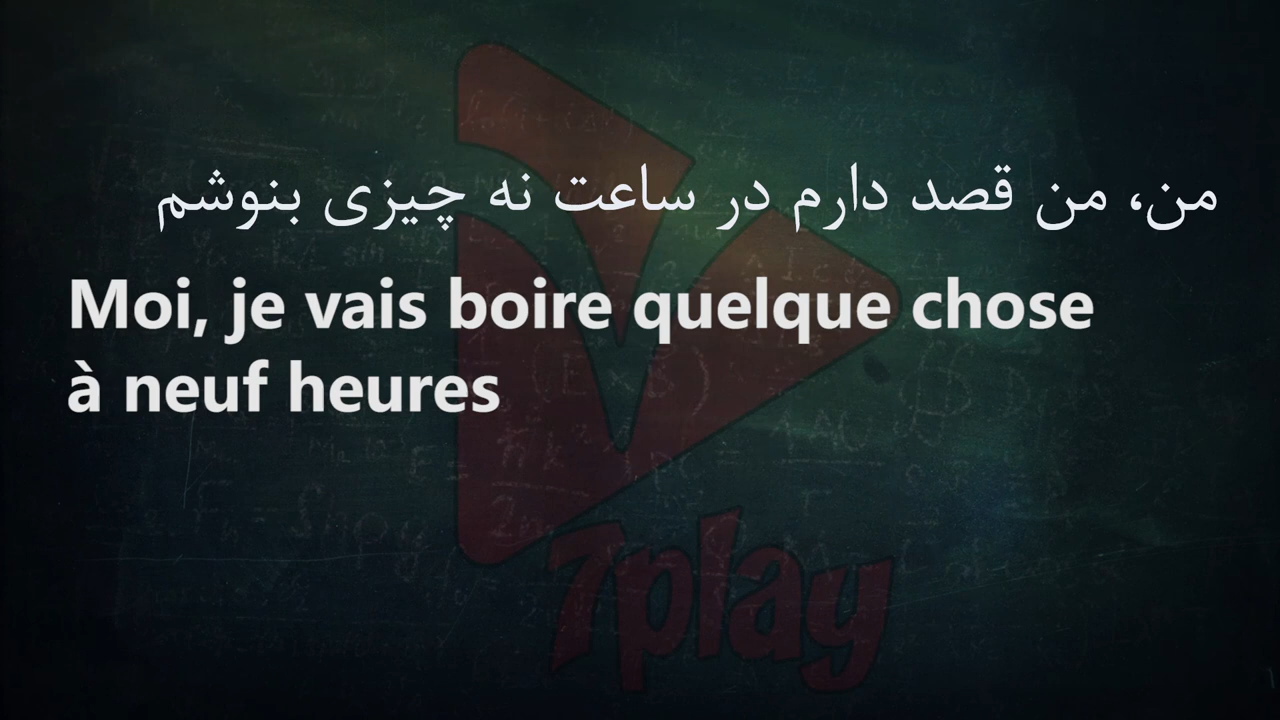 من، من قصد دارم در ساعت نه چیزی بنوشم
Moi, je vais boire quelque chose
à neuf heures
7play